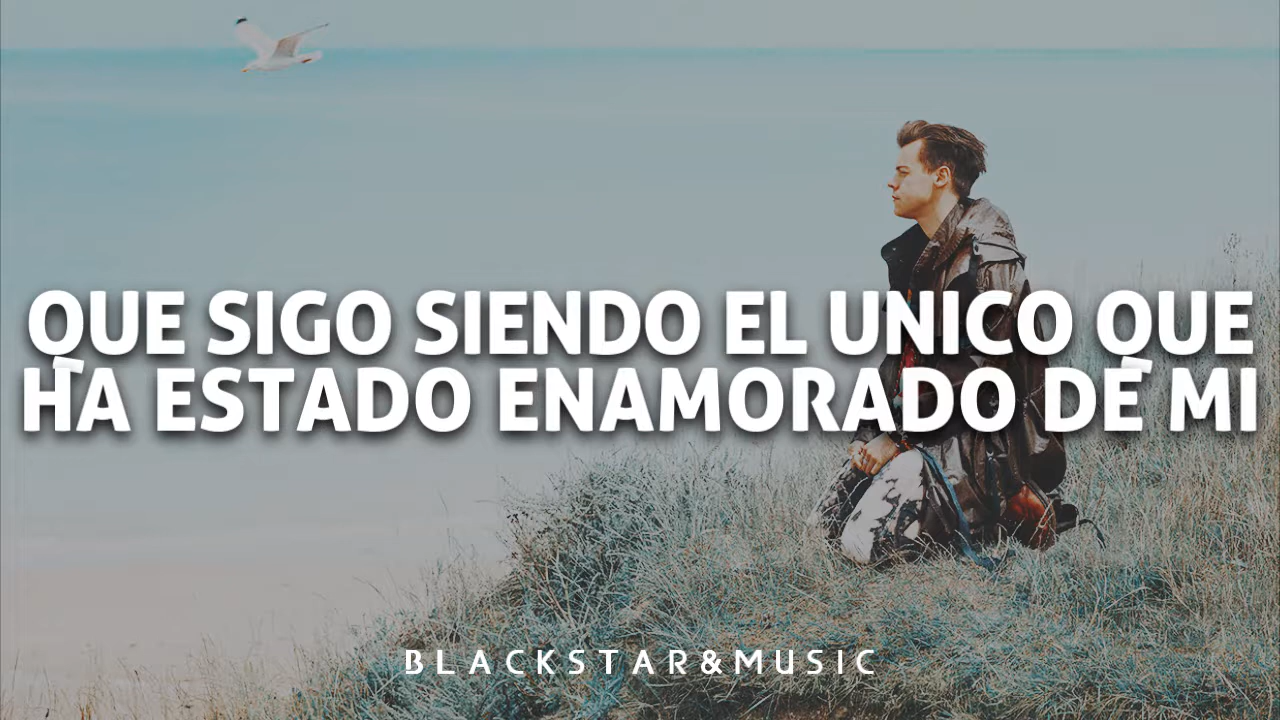 QUE SIGO SIENDO EL UNICO QUE
HA ESTADO ENAMORADO DE MI
BLACKSTAR&MUSIC